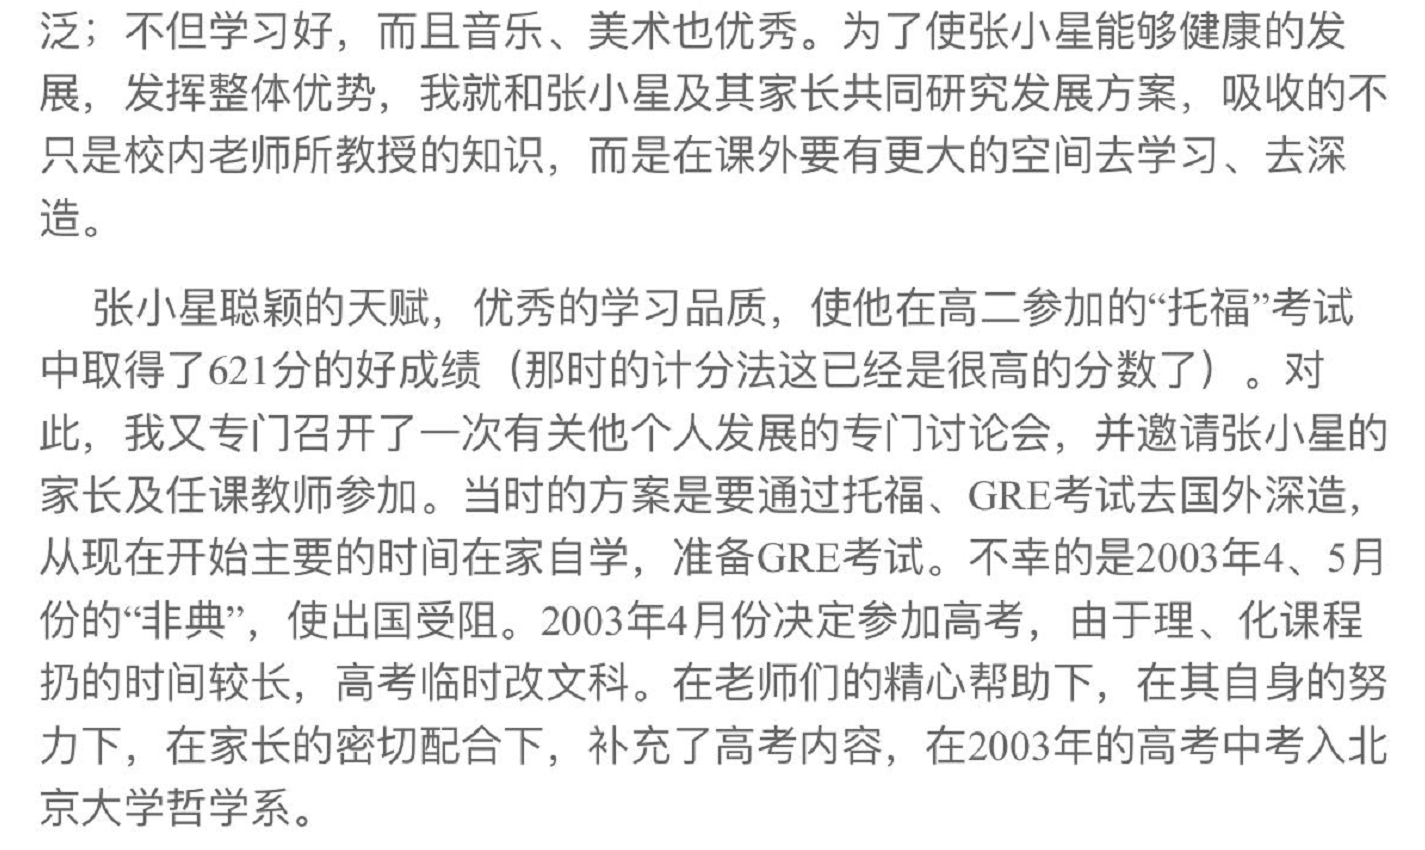 泛；不但学习好，而且音乐、美术也优秀。为了使张小星能够健康的发
展，发挥整体优势，我就和张小星及其家长共同研究发展方案，吸收的不
只是校内老师所教授的知识，而是在课外要有更大的空间去学习、去深
造。
张小星聪颖的天赋，优秀的学习品质，使他在高二参加的“托福”考试
中取得了621分的好成绩（那时的计分法这已经是很高的分数了）。对
此，我又专门召开了一次有关他个人发展的专门讨论会，并邀请张小星的
家长及任课教师参加。当时的方案是要通过托福、GRE考试去国外深造，
从现在开始主要的时间在家自学，准备GRE考试。不幸的是2003年4、5月
份的“非典”，使出国受阻。2003年4月份决定参加高考，由于理、化课程
扔的时间较长，高考临时改文科。在老师们的精心帮助下，在其自身的努
力下，在家长的密切配合下，补充了高考内容，在2003年的高考中考入北
京大学哲学系。